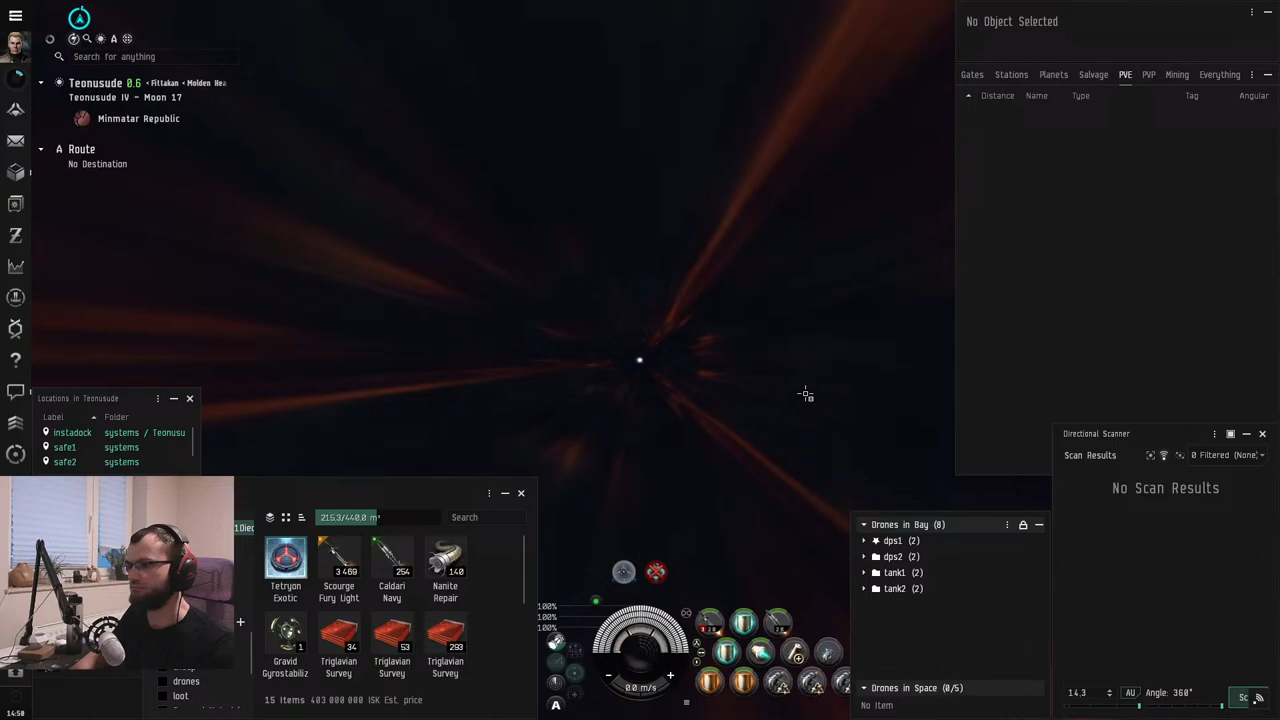 Search for anything
Teonusude 0.6 < Fittakan < Molden Hea
Teonusude IV - Moon 17
Minmatar Republic
Route
No Destination
No Object Selected
Gates Stations Planets Salvage PVE PVP Mining Everything
Distance Name Type Tag Angular
Locations in Teonusude
Label Folder
instadock systems / Teonusu
safe1 systems
safe2 systems
Directional Scanner
Scan Results 0 Filtered (None)
No Scan Results
14,3 AU Angle: 360° Sc
215,3/440,0 m³ Search
3 469 254 140
Tetryon Exotic
Scourge Fury Light
Caldari Navy
Nanite Repair
1 34 53 293
Gravid Gyrostabiliz
Triglavian Survey
Triglavian Survey
Triglavian Survey
15 Items 403 000 000 ISK Est. price
drones
loot
100%
100%
100%
0.0 m/s
Drones in Bay (8)
dps1 (2)
dps2 (2)
tank1 (2)
tank2 (2)
Drones in Space (0/5)
No Item
14:50